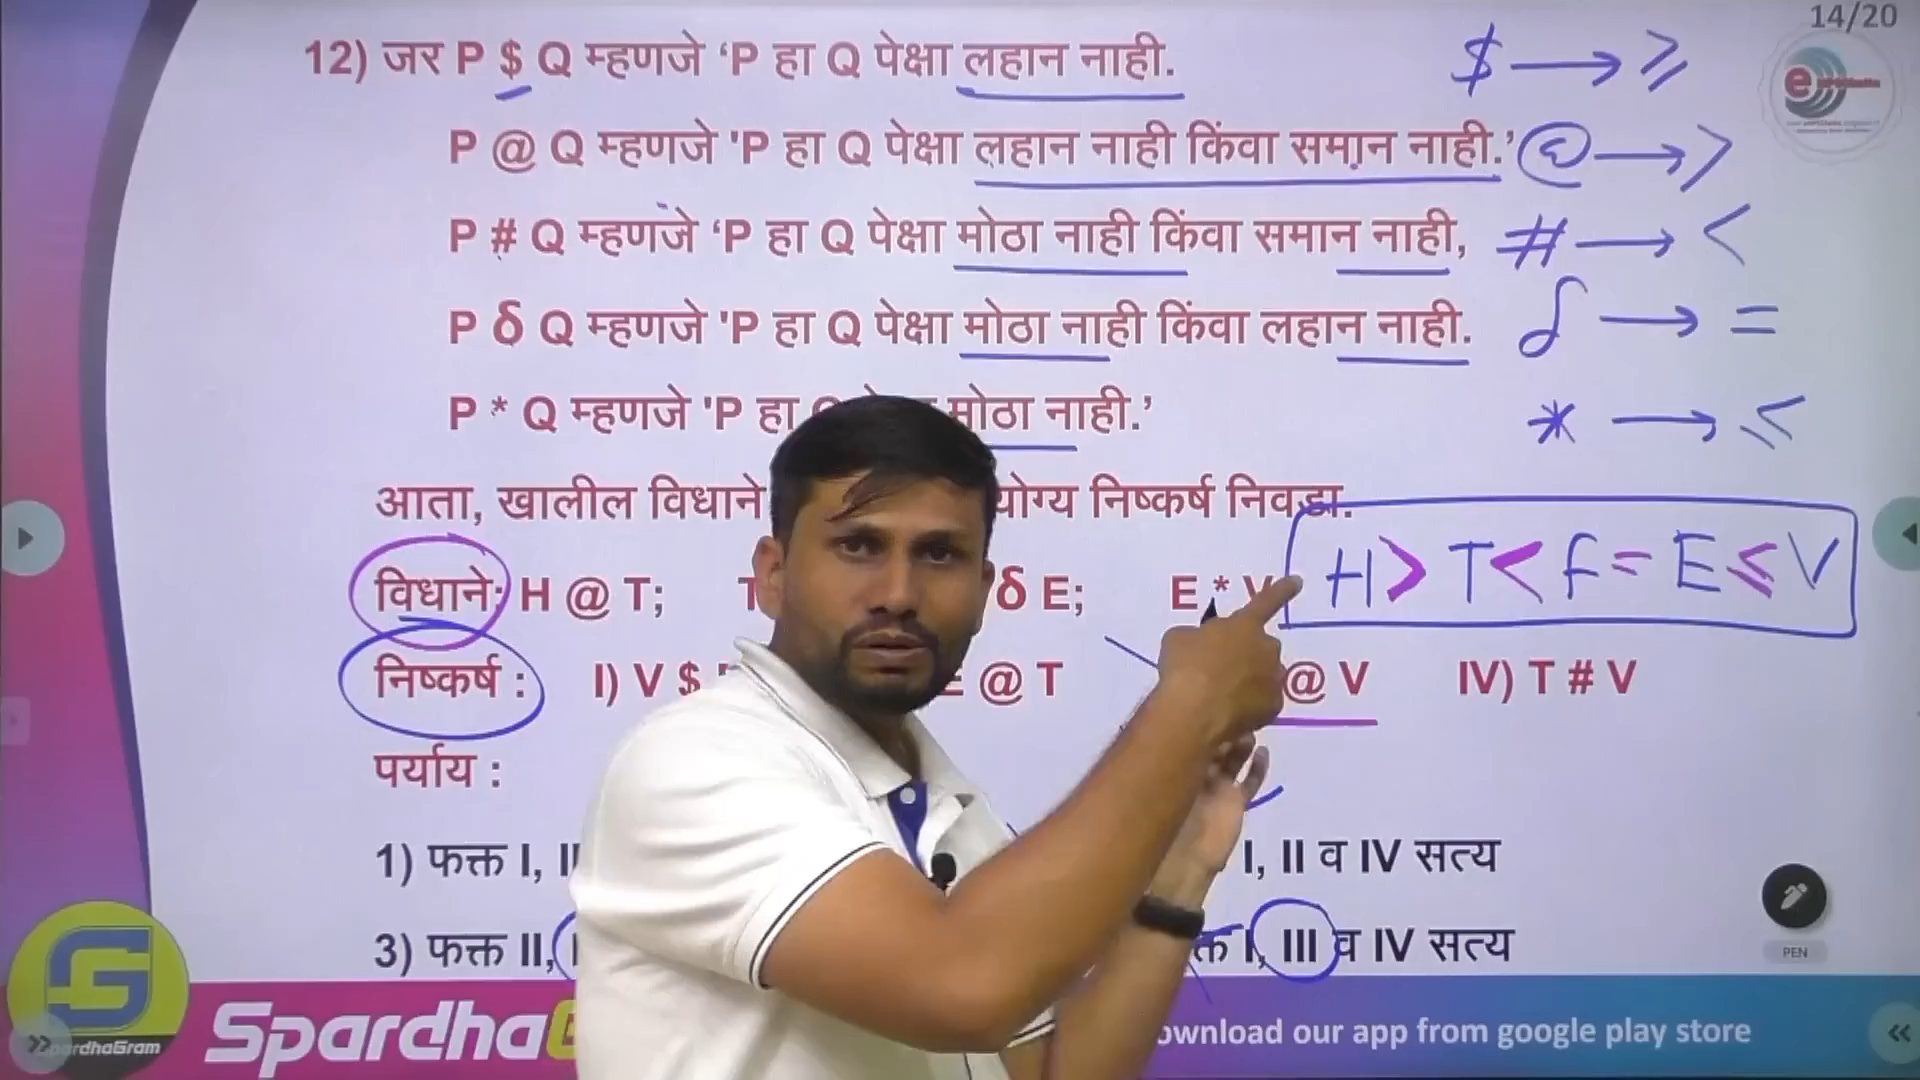 14/20
12) जर P $ Q म्हणजे ‘P हा Q पेक्षा लहान नाही. $ → ≥
P @ Q म्हणजे 'P हा Q पेक्षा लहान नाही किंवा समान नाही.’ @ → >
P # Q म्हणजे ‘P हा Q पेक्षा मोठा नाही किंवा समान नाही, # → <
P δ Q म्हणजे 'P हा Q पेक्षा मोठा नाही किंवा लहान नाही. δ → =
P * Q म्हणजे 'P हा मोठा नाही.’ * → ≤
आता, खालील विधाने योग्य निष्कर्ष निवडा.
विधाने: H @ T; T δ E; E * V H > T < F = E ≤ V
निष्कर्ष : I) V $ E @ T @ V IV) T # V
पर्याय :
1) फक्त I, I, II व IV सत्य
3) फक्त II, I, III व IV सत्य
SpardhaGram
Spardha
ownload our app from google play store
PEN